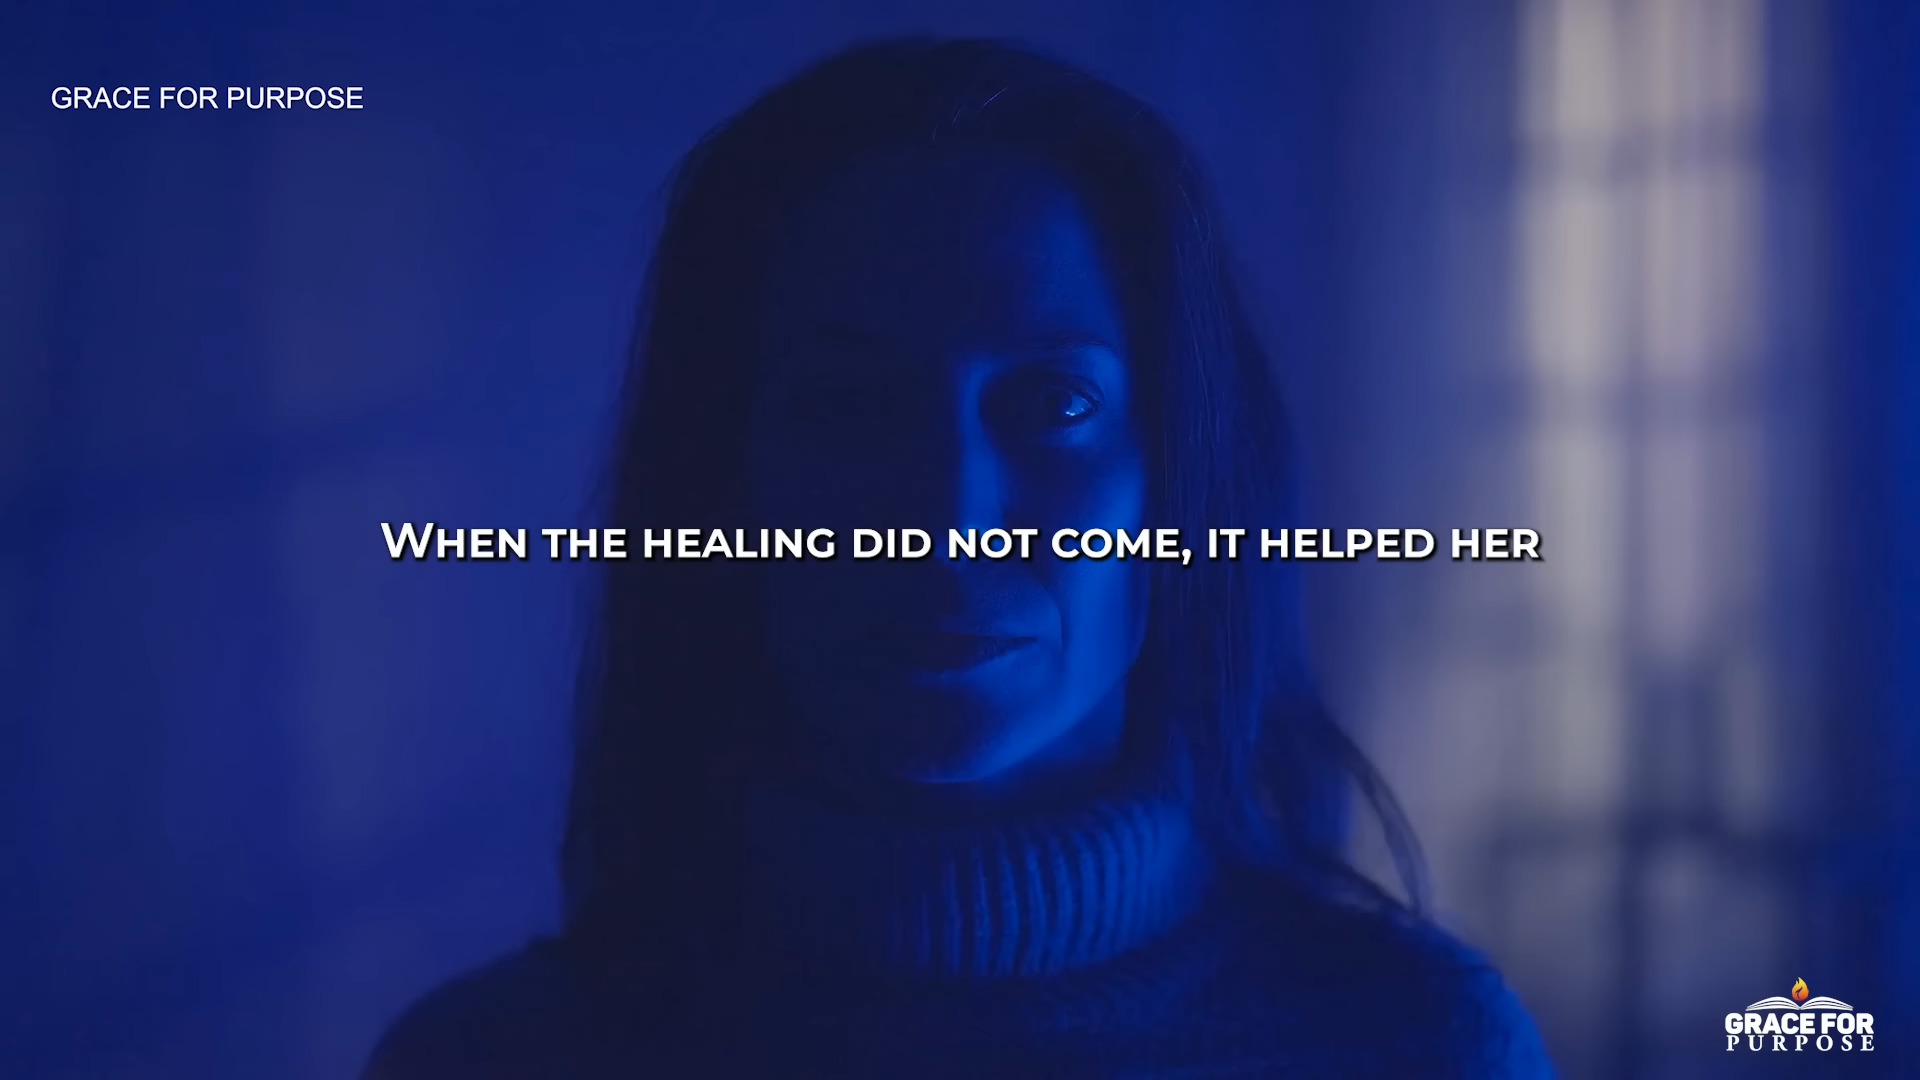 GRACE FOR PURPOSE
WHEN THE HEALING DID NOT COME, IT HELPED HER
GRACE FOR
PURPOSE